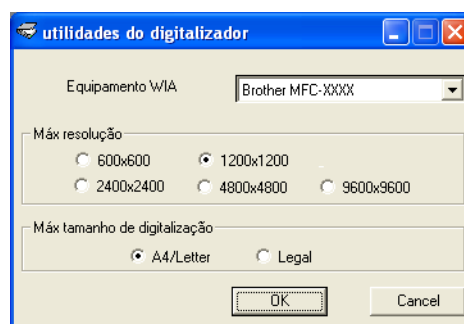 utilidades do digitalizador
Equipamento WIA Brother MFC-XXXX
Máx resolução
600x600 1200x1200
2400x2400 4800x4800 9600x9600
Máx tamanho de digitalização
A4/Letter Legal
OK Cancel